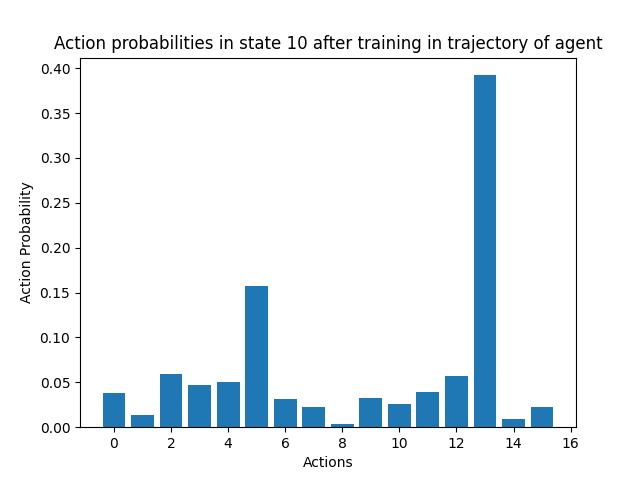 Action probabilities in state 10 after training in trajectory of agent
0.40
0.35
0.30
0.25
0.20
0.15
0.10
0.05
0.00
Action Probability
0 2 4 6 8 10 12 14 16
Actions